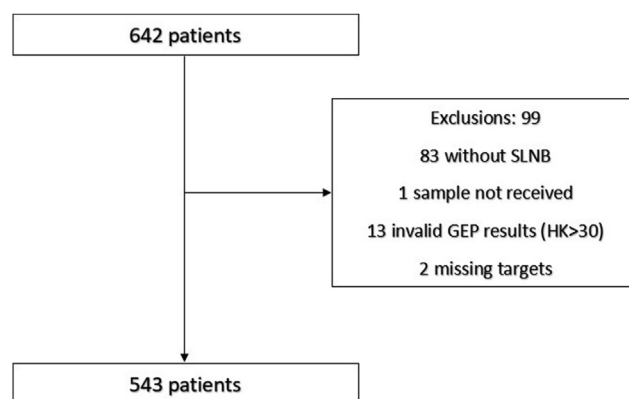 642 patients
Exclusions: 99
83 without SLNB
1 sample not received
13 invalid GEP results (HK>30)
2 missing targets
543 patients